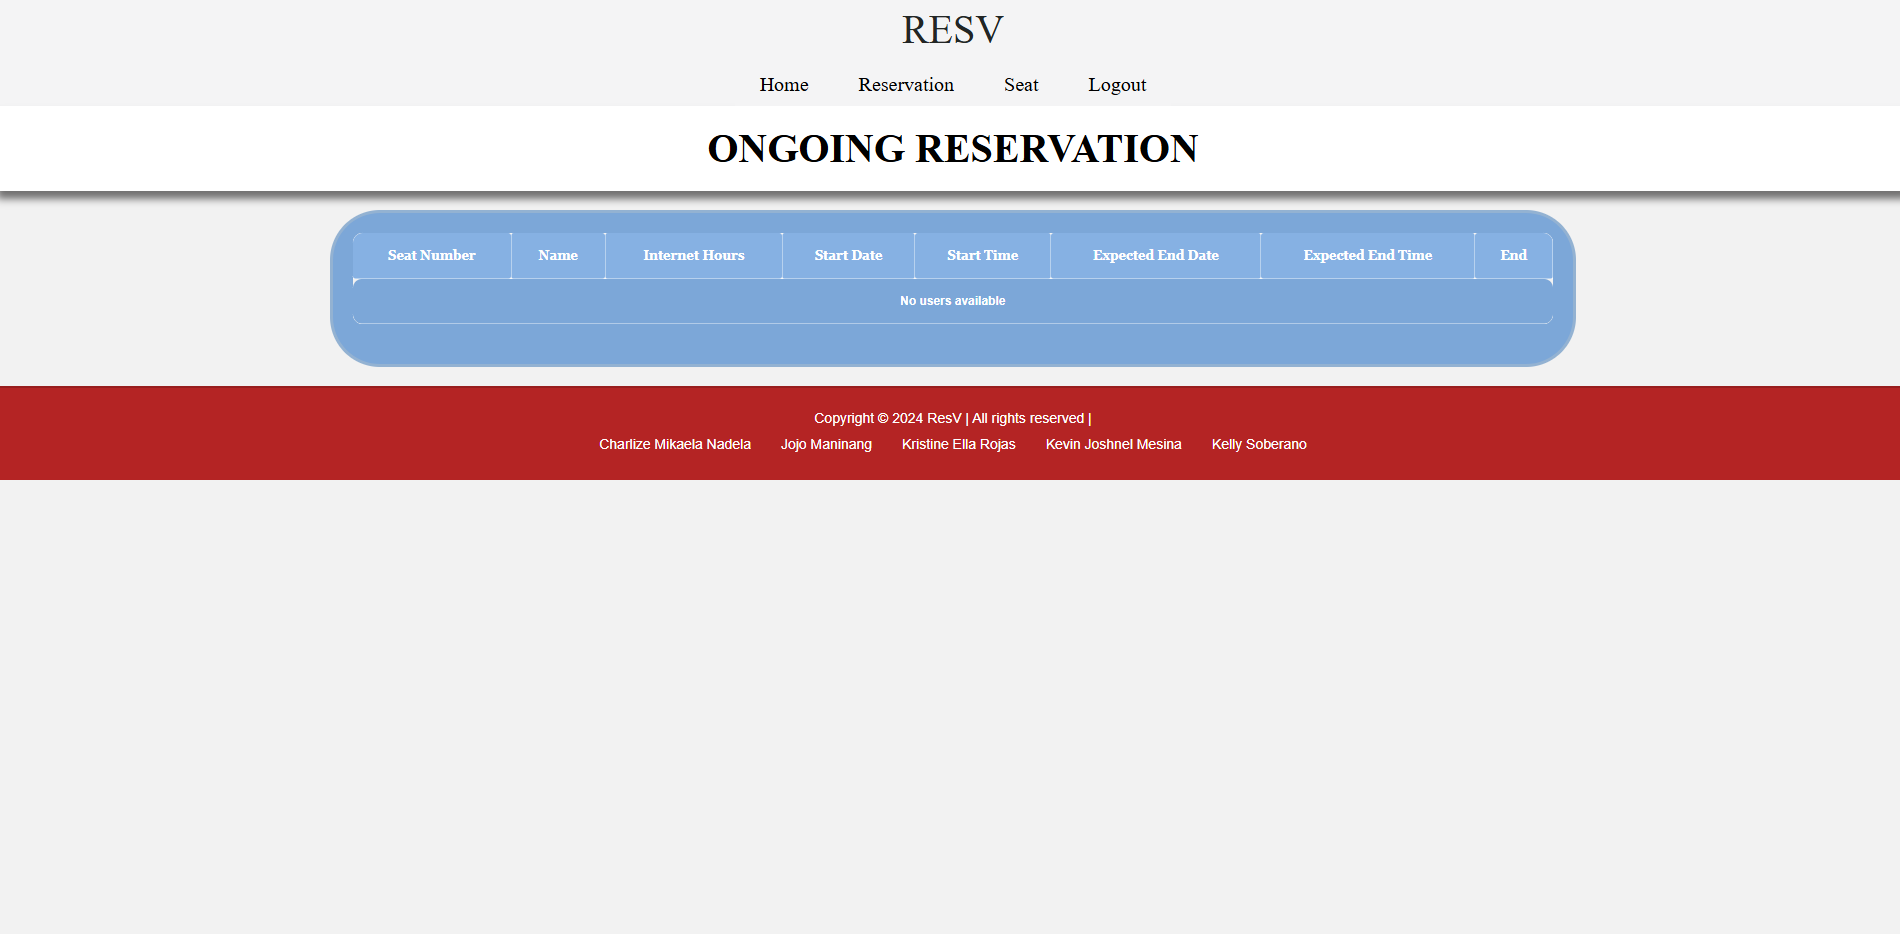 RESV
Home Reservation Seat Logout
ONGOING RESERVATION
Seat Number Name Internet Hours Start Date Start Time Expected End Date Expected End Time End
No users available
Copyright © 2024 ResV | All rights reserved |
Charlize Mikaela Nadela Jojo Maninang Kristine Ella Rojas Kevin Joshnel Mesina Kelly Soberano